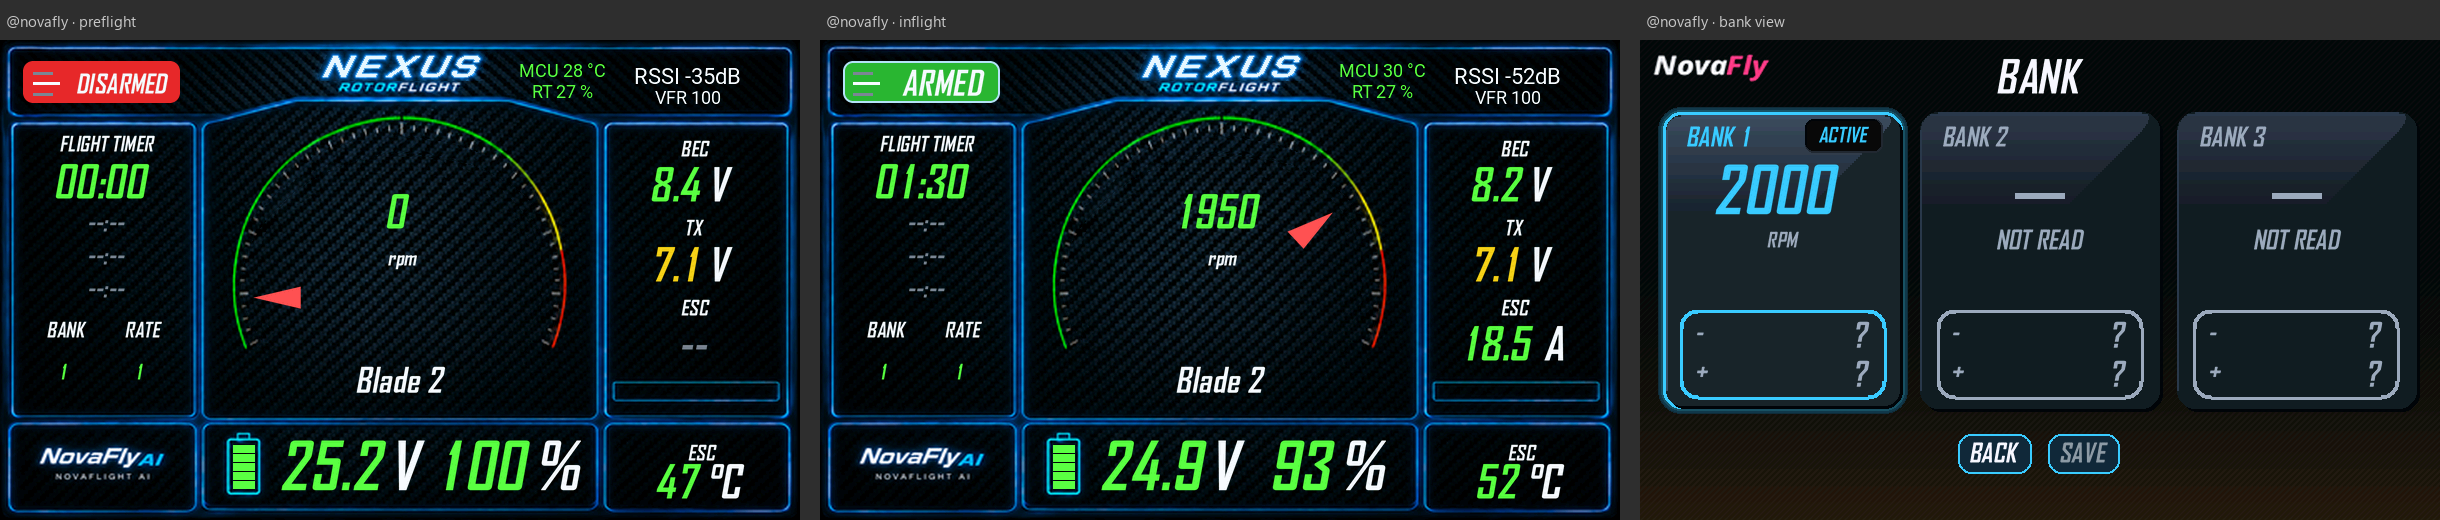 @novafly · preflight
DISARMED
NEXUS
ROTORFLIGHT
MCU 28 °C
RT 27 %
RSSI -35dB
VFR 100
FLIGHT TIMER
00:00
--:--
--:--
--:--
BANK RATE
1 1
0
rpm
Blade 2
BEC
8.4 V
TX
7.1 V
ESC
--
NovaFly AI
NOVAFLIGHT AI
25.2 V 100 %
ESC
47 °C
@novafly · inflight
ARMED
NEXUS
ROTORFLIGHT
MCU 30 °C
RT 27 %
RSSI -52dB
VFR 100
FLIGHT TIMER
01:30
--:--
--:--
--:--
BANK RATE
1 1
1950
rpm
Blade 2
BEC
8.2 V
TX
7.1 V
ESC
18.5 A
NovaFly AI
NOVAFLIGHT AI
24.9 V 93 %
ESC
52 °C
@novafly · bank view
NovaFly
BANK
BANK 1 ACTIVE
2000
RPM
- ?
+ ?
BANK 2
—
NOT READ
- ?
+ ?
BANK 3
—
NOT READ
- ?
+ ?
BACK SAVE